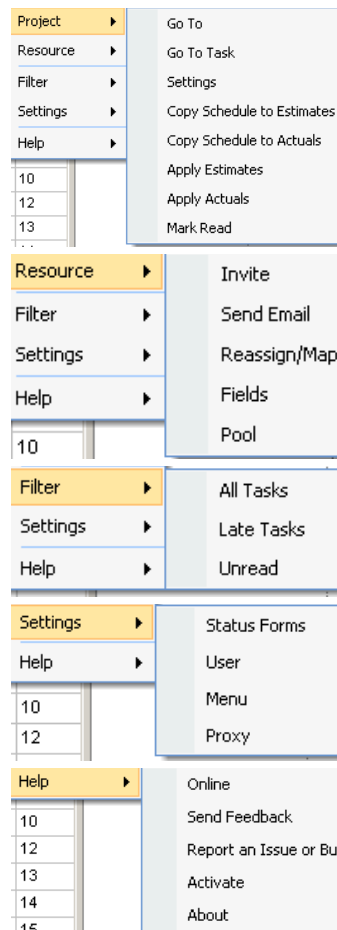 Project
Go To
Resource
Go To Task
Filter
Settings
Settings
Copy Schedule to Estimates
Help
Copy Schedule to Actuals
10
Apply Estimates
12
Apply Actuals
13
Mark Read
Resource
Invite
Filter
Send Email
Settings
Reassign/Map
Help
Fields
10
Pool
Filter
All Tasks
Settings
Late Tasks
Help
Unread
Settings
Status Forms
Help
User
10
Menu
12
Proxy
Help
Online
10
Send Feedback
12
Report an Issue or Bu
13
Activate
14
About
15